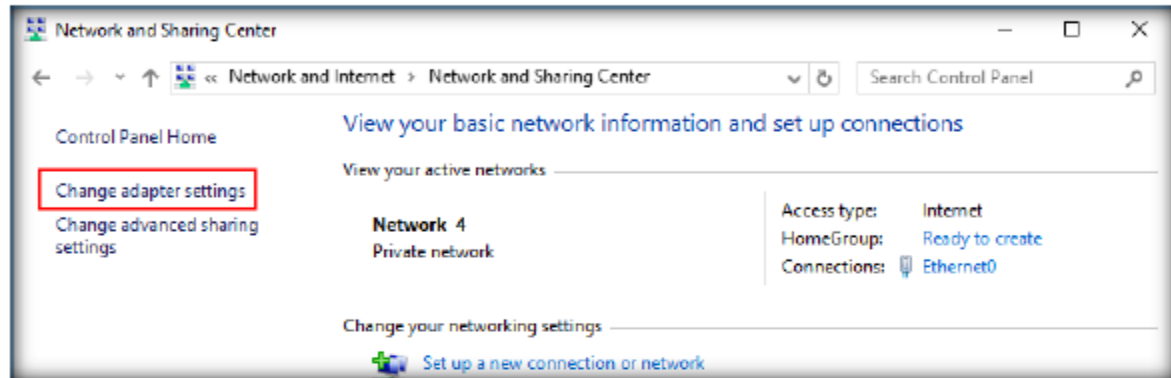 Network and Sharing Center
« Network and Internet > Network and Sharing Center
Search Control Panel
Control Panel Home
Change adapter settings
Change advanced sharing
settings
View your basic network information and set up connections
View your active networks
Network 4
Private network
Access type: Internet
HomeGroup: Ready to create
Connections: Ethernet0
Change your networking settings
Set up a new connection or network